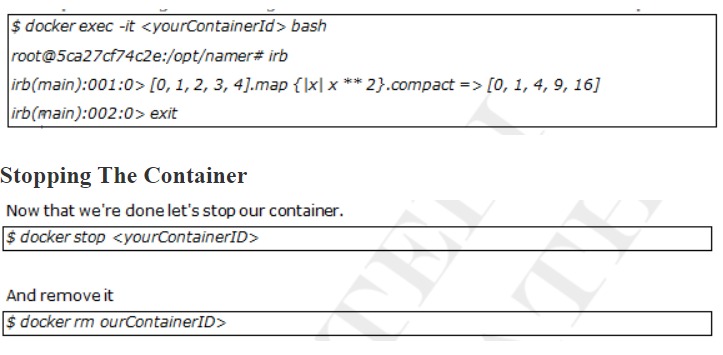 $ docker exec -it <yourContainerId> bash
root@5ca27cf74c2e:/opt/namer# irb
irb(main):001:0> [0, 1, 2, 3, 4].map {|x| x ** 2}.compact => [0, 1, 4, 9, 16]
irb(main):002:0> exit
Stopping The Container
Now that we're done let's stop our container.
$ docker stop <yourContainerID>
And remove it
$ docker rm ourContainerID>